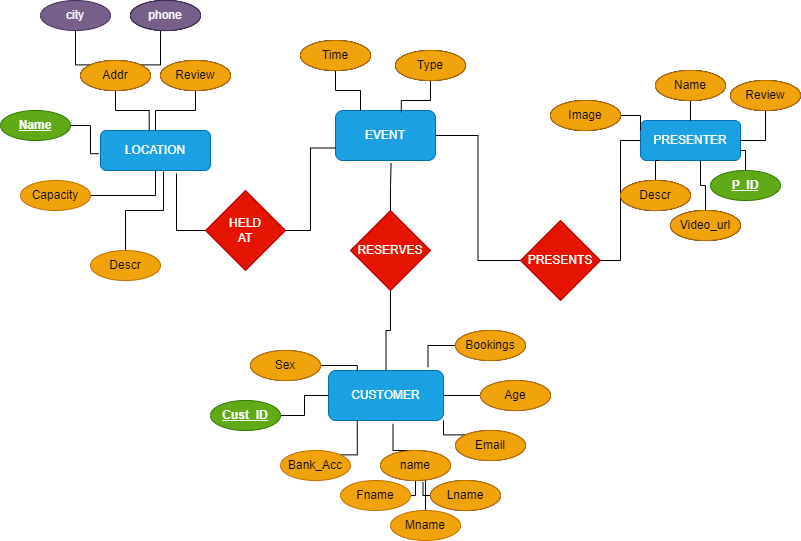 city
phone
Addr
Review
Time
Type
Name
Review
Image
Name
LOCATION
EVENT
PRESENTER
Capacity
Descr
P_ID
HELD
AT
Video_url
RESERVES
PRESENTS
Descr
Bookings
Sex
CUSTOMER
Age
Cust_ID
Email
Bank_Acc
name
Fname
Lname
Mname